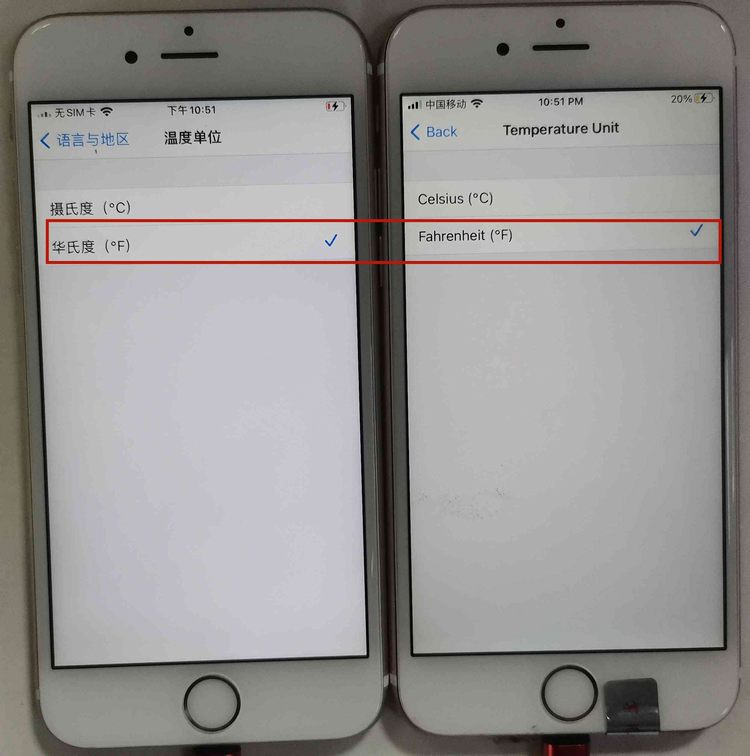 无SIM卡 下午10:51
语言与地区 温度单位
摄氏度（°C）
华氏度（°F）
中国移动 10:51 PM 20%
Back Temperature Unit
Celsius (°C)
Fahrenheit (°F)